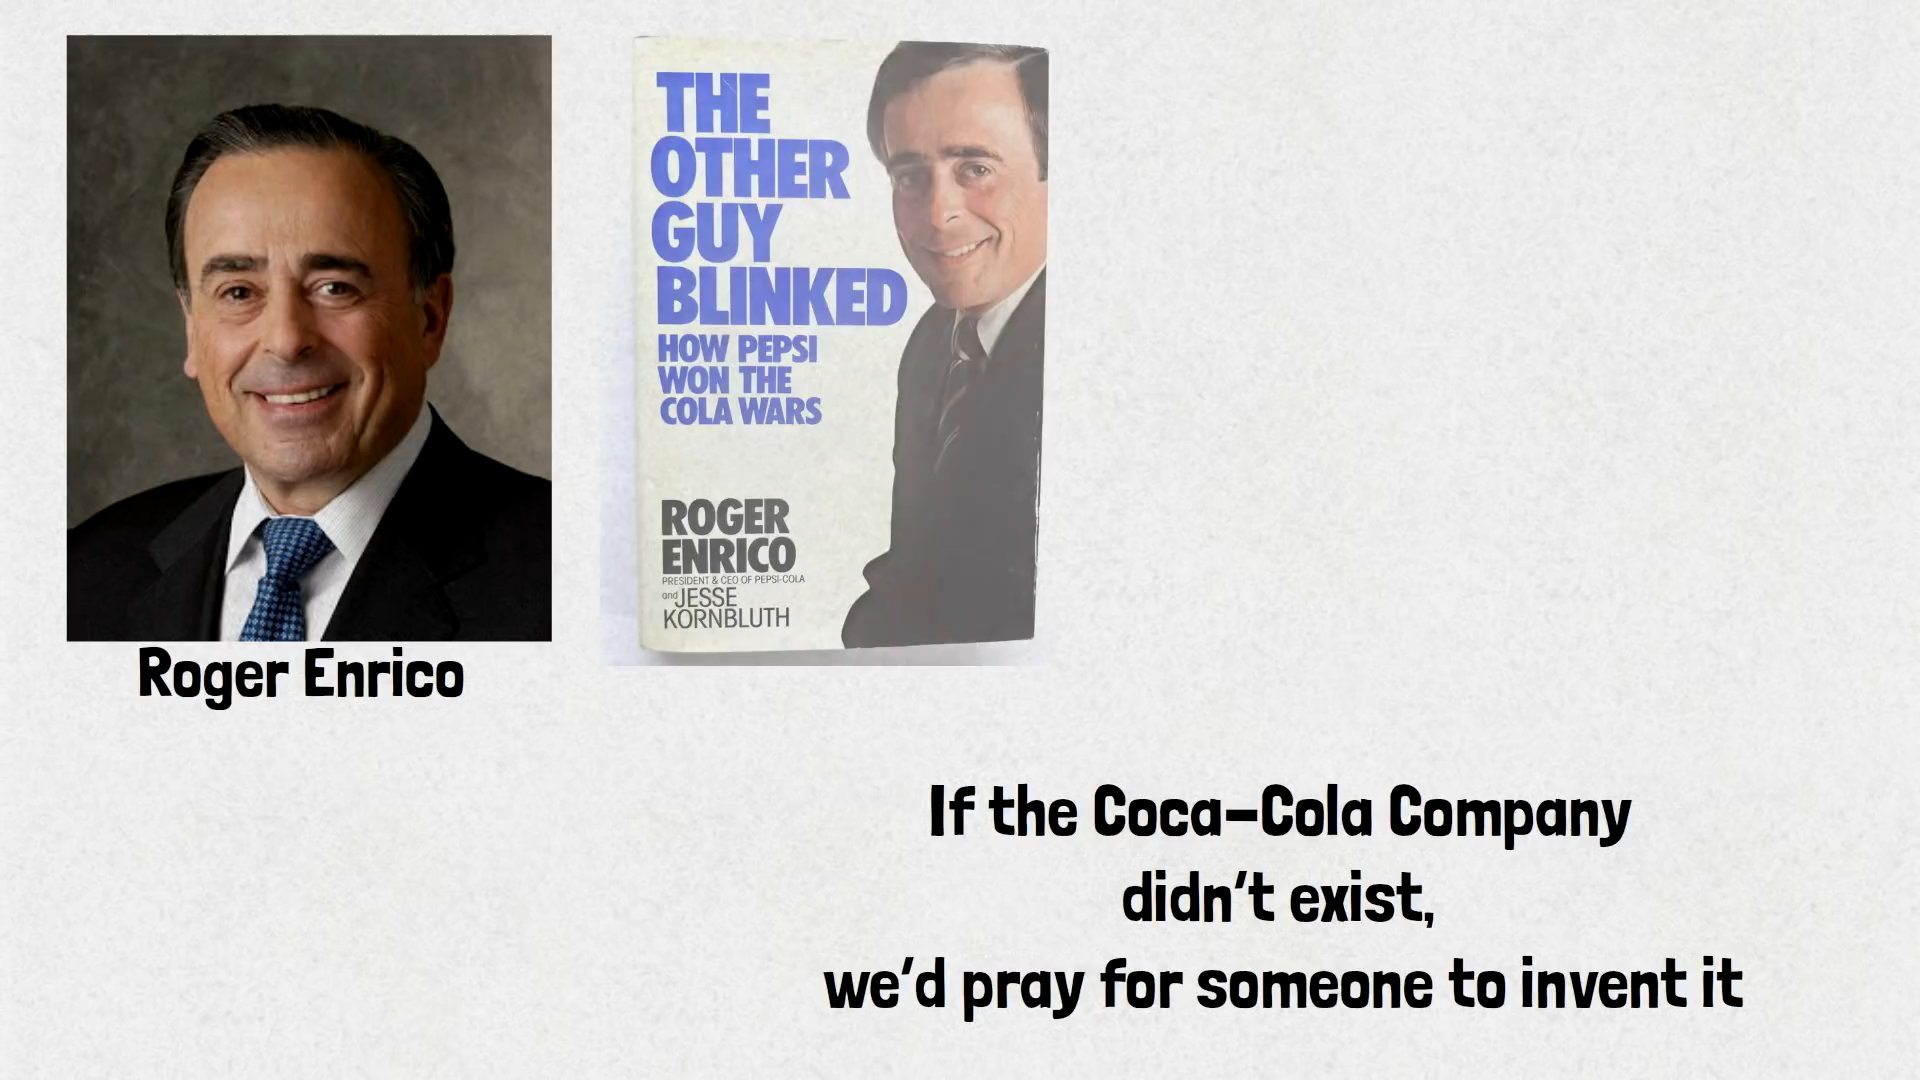 THE
OTHER
GUY
BLINKED
HOW PEPSI
WON THE
COLA WARS
ROGER
ENRICO
PRESIDENT & CEO OF PEPSI-COLA
and JESSE
KORNBLUTH
Roger Enrico
If the Coca-Cola Company
didn't exist,
we'd pray for someone to invent it